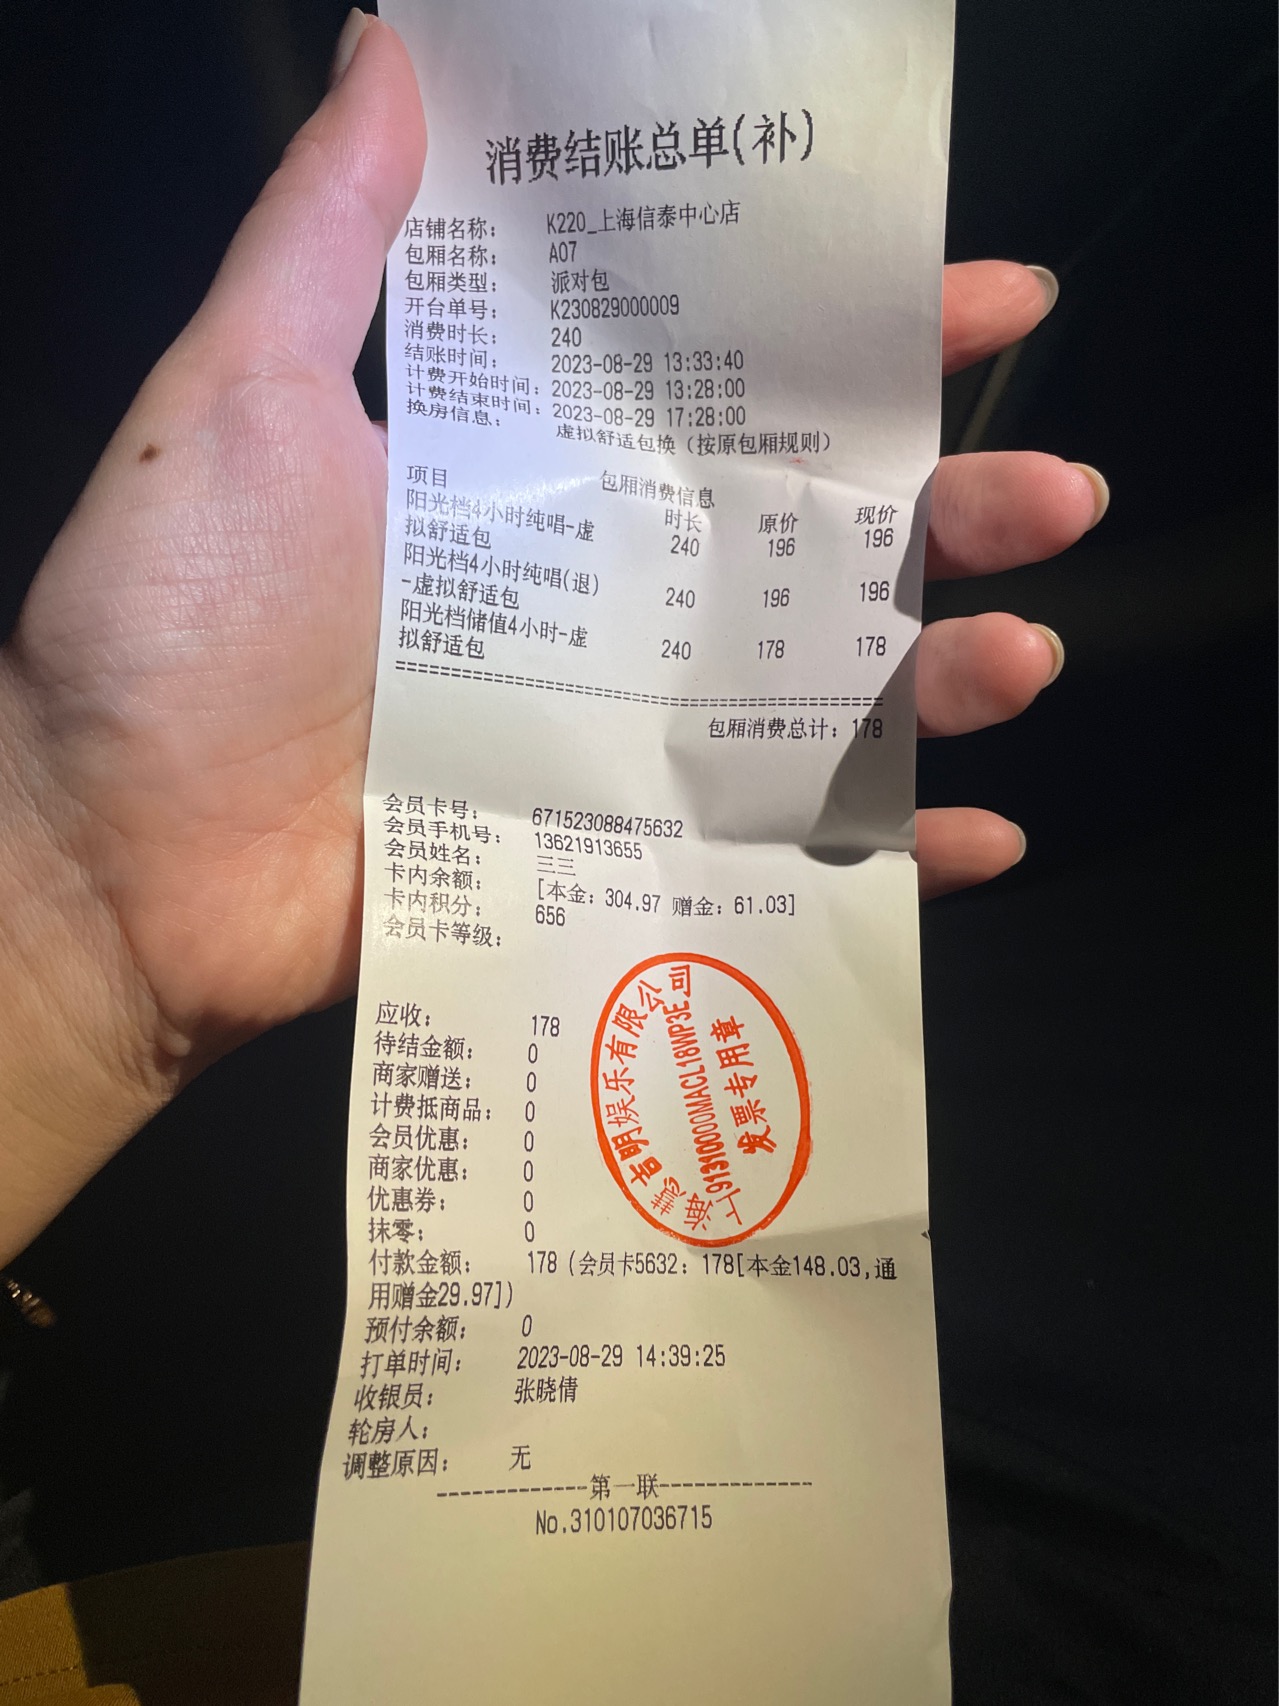 消费结账总单(补)
店铺名称： K220_上海信泰中心店
包厢名称： A07
包厢类型： 派对包
开台单号： K230829000009
消费时长： 240
结账时间： 2023-08-29 13:33:40
计费开始时间： 2023-08-29 13:28:00
计费结束时间： 2023-08-29 17:28:00
换房信息： 虚拟舒适包换（按原包厢规则）
包厢消费信息
项目 时长 原价 现价
阳光档4小时纯唱-虚 240 196 196
拟舒适包
阳光档4小时纯唱(退)
-虚拟舒适包 240 196 196
阳光档储值4小时-虚
拟舒适包 240 178 178
包厢消费总计：178
会员卡号： 671523088475632
会员手机号： 13621913655
会员姓名： 三三
卡内余额： [本金：304.97 赠金：61.03]
卡内积分： 656
会员卡等级：
应收： 178
待结金额： 0
商家赠送： 0
计费抵商品： 0
会员优惠： 0
商家优惠： 0
优惠券： 0
抹零： 0
付款金额： 178（会员卡5632：178[本金148.03,通
用赠金29.97]）
预付余额： 0
打单时间： 2023-08-29 14:39:25
收银员： 张晓倩
轮房人：
调整原因： 无
------------第一联------------
No.310107036715
上海慧吉明娱乐有限公司
91310000MACL18WP3E
发票专用章